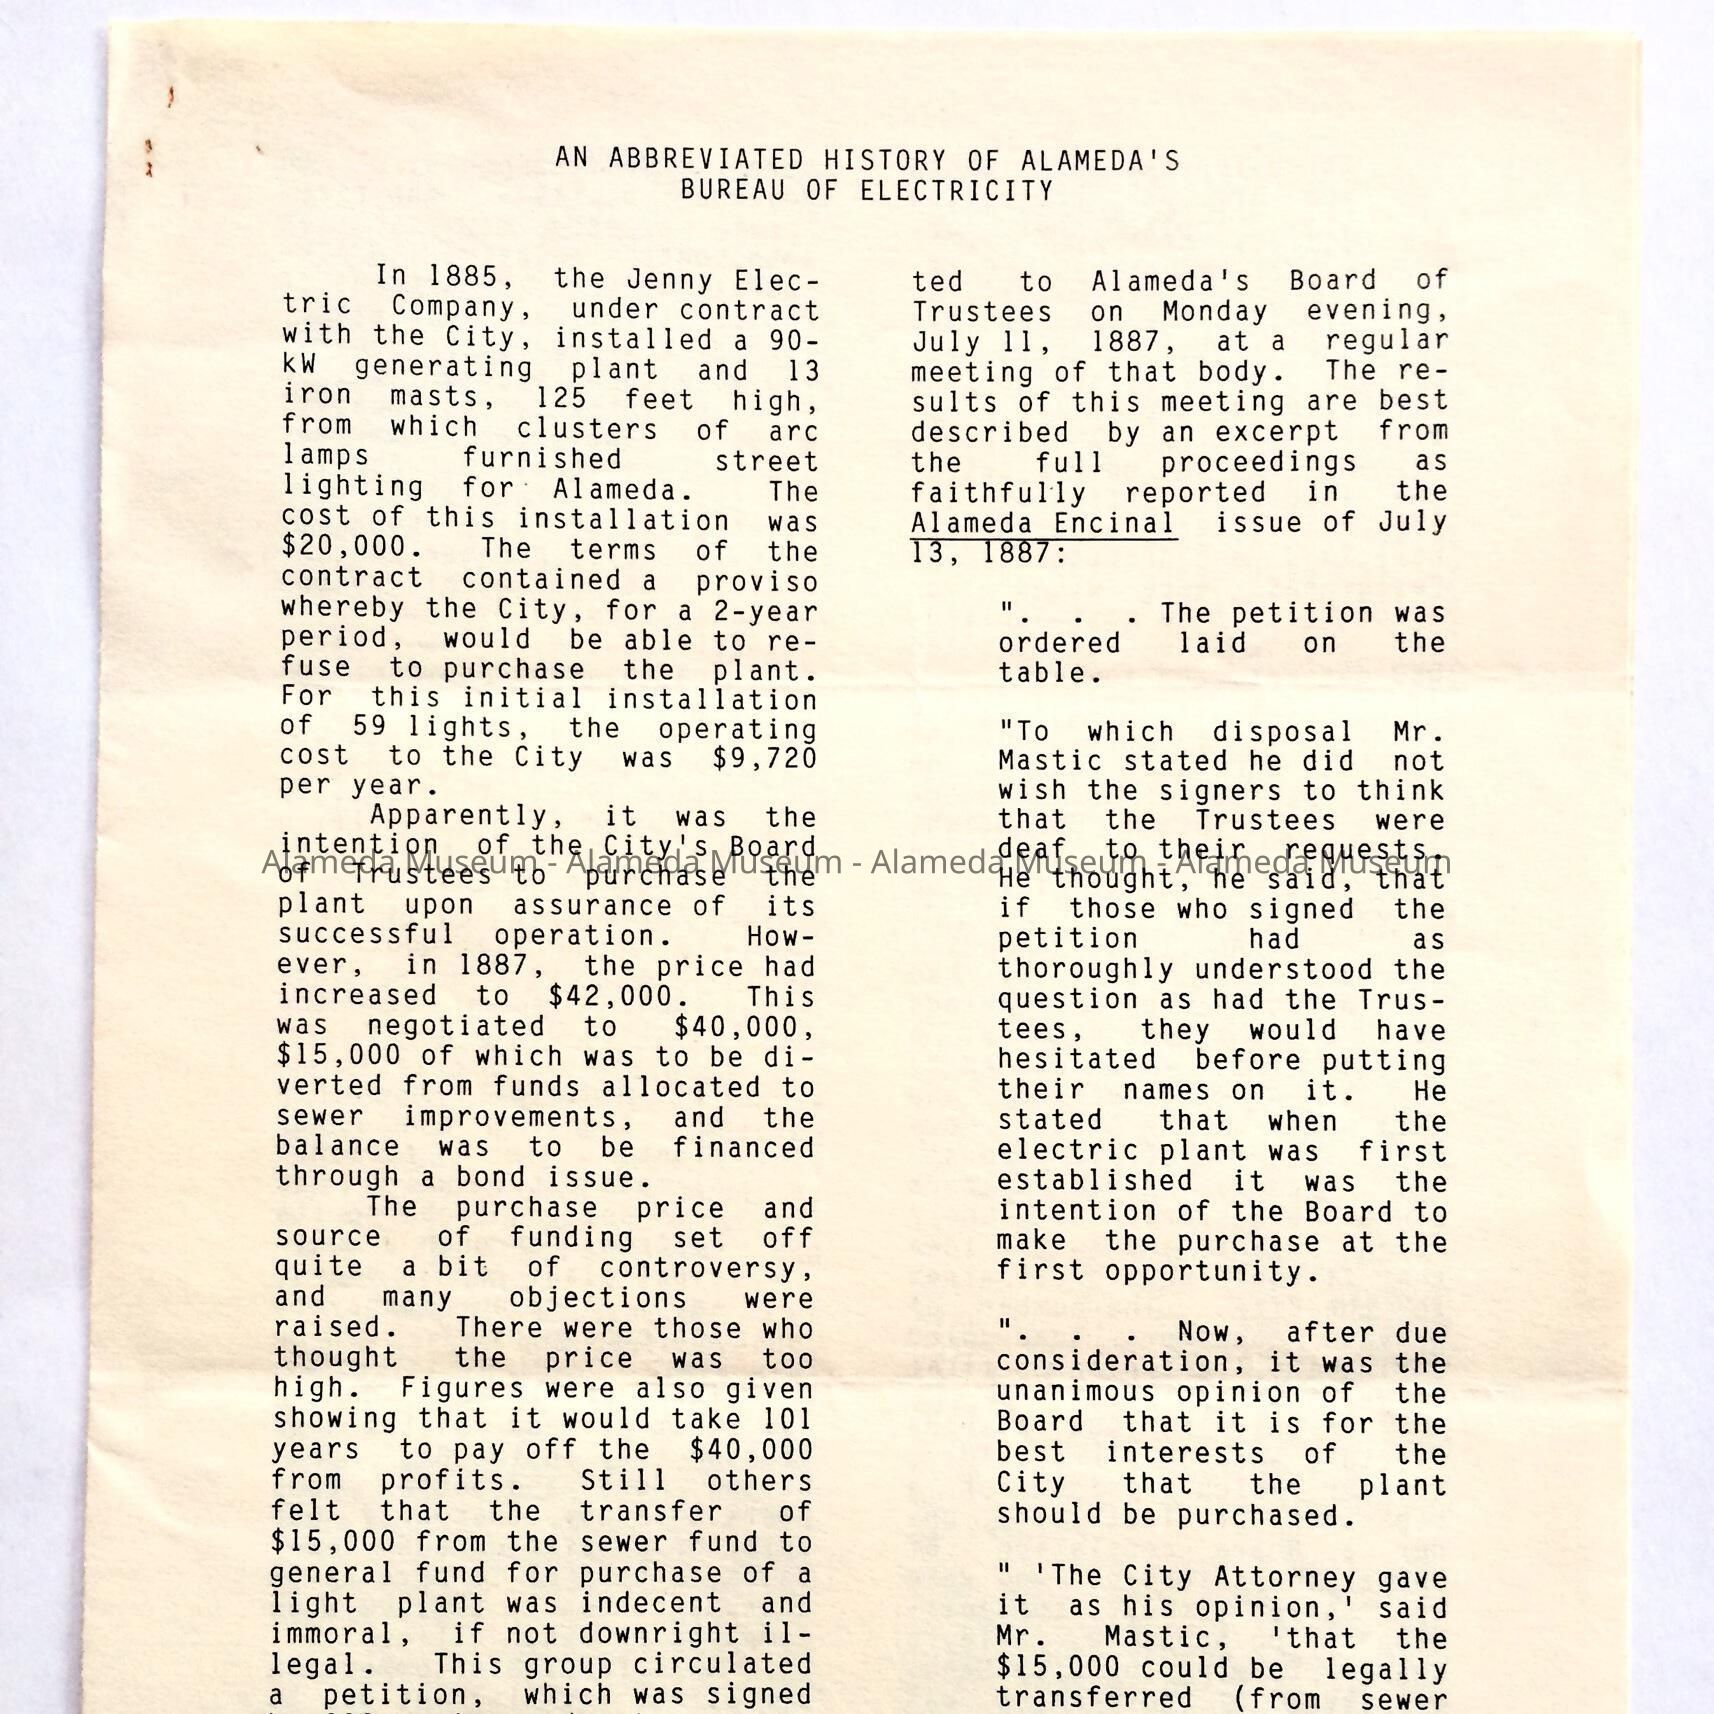 AN ABBREVIATED HISTORY OF ALAMEDA'S
BUREAU OF ELECTRICITY
In 1885, the Jenny Elec-
tric Company, under contract
with the City, installed a 90-
kW generating plant and 13
iron masts, 125 feet high,
from which clusters of arc
lamps furnished street
lighting for Alameda. The
cost of this installation was
$20,000. The terms of the
contract contained a proviso
whereby the City, for a 2-year
period, would be able to re-
fuse to purchase the plant.
For this initial installation
of 59 lights, the operating
cost to the City was $9,720
per year.
Apparently, it was the
intention of the City's Board
of Trustees to purchase the
plant upon assurance of its
successful operation. How-
ever, in 1887, the price had
increased to $42,000. This
was negotiated to $40,000,
$15,000 of which was to be di-
verted from funds allocated to
sewer improvements, and the
balance was to be financed
through a bond issue.
The purchase price and
source of funding set off
quite a bit of controversy,
and many objections were
raised. There were those who
thought the price was too
high. Figures were also given
showing that it would take 101
years to pay off the $40,000
from profits. Still others
felt that the transfer of
$15,000 from the sewer fund to
general fund for purchase of a
light plant was indecent and
immoral, if not downright il-
legal. This group circulated
a petition, which was signed
ted to Alameda's Board of
Trustees on Monday evening,
July 11, 1887, at a regular
meeting of that body. The re-
sults of this meeting are best
described by an excerpt from
the full proceedings as
faithfully reported in the
Alameda Encinal issue of July
13, 1887:
". . . The petition was
ordered laid on the
table.
"To which disposal Mr.
Mastic stated he did not
wish the signers to think
that the Trustees were
deaf to their requests.
He thought, he said, that
if those who signed the
petition had as
thoroughly understood the
question as had the Trus-
tees, they would have
hesitated before putting
their names on it. He
stated that when the
electric plant was first
established it was the
intention of the Board to
make the purchase at the
first opportunity.
". . . Now, after due
consideration, it was the
unanimous opinion of the
Board that it is for the
best interests of the
City that the plant
should be purchased.
" 'The City Attorney gave
it as his opinion,' said
Mr. Mastic, 'that the
$15,000 could be legally
transferred (from sewer
Alameda Museum - Alameda Museum - Alameda Museum - Alameda Museum